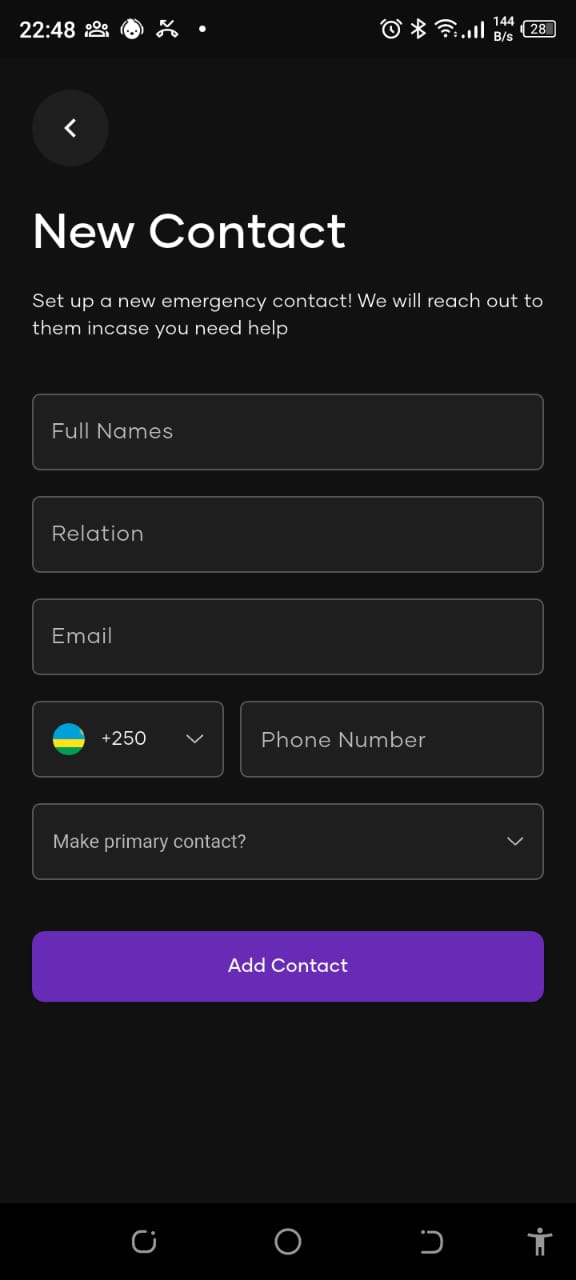 22:48
144
B/s
28
New Contact
Set up a new emergency contact! We will reach out to
them incase you need help
Full Names
Relation
Email
+250
Phone Number
Make primary contact?
Add Contact